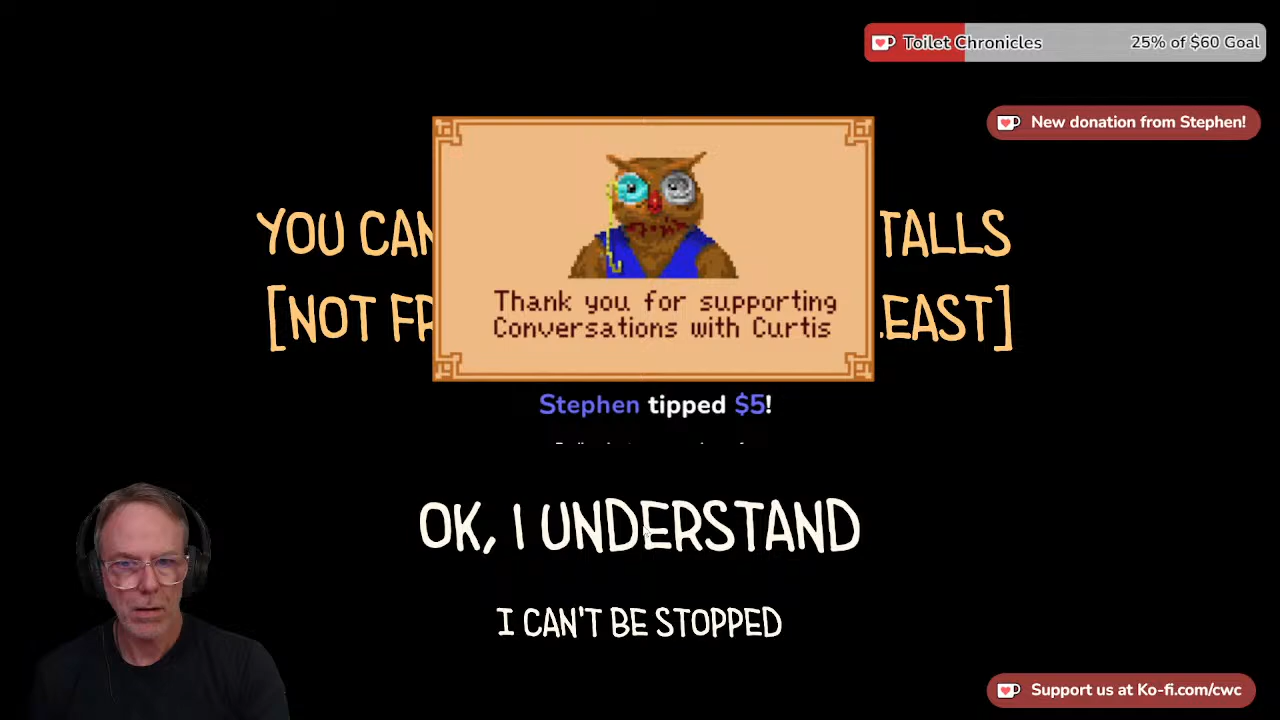 Toilet Chronicles 25% of $60 Goal
New donation from Stephen!
YOU CAN TALLS
[NOT FR EAST]
Thank you for supporting
Conversations with Curtis
Stephen tipped $5!
OK, I UNDERSTAND
I CAN'T BE STOPPED
Support us at Ko-fi.com/cwc